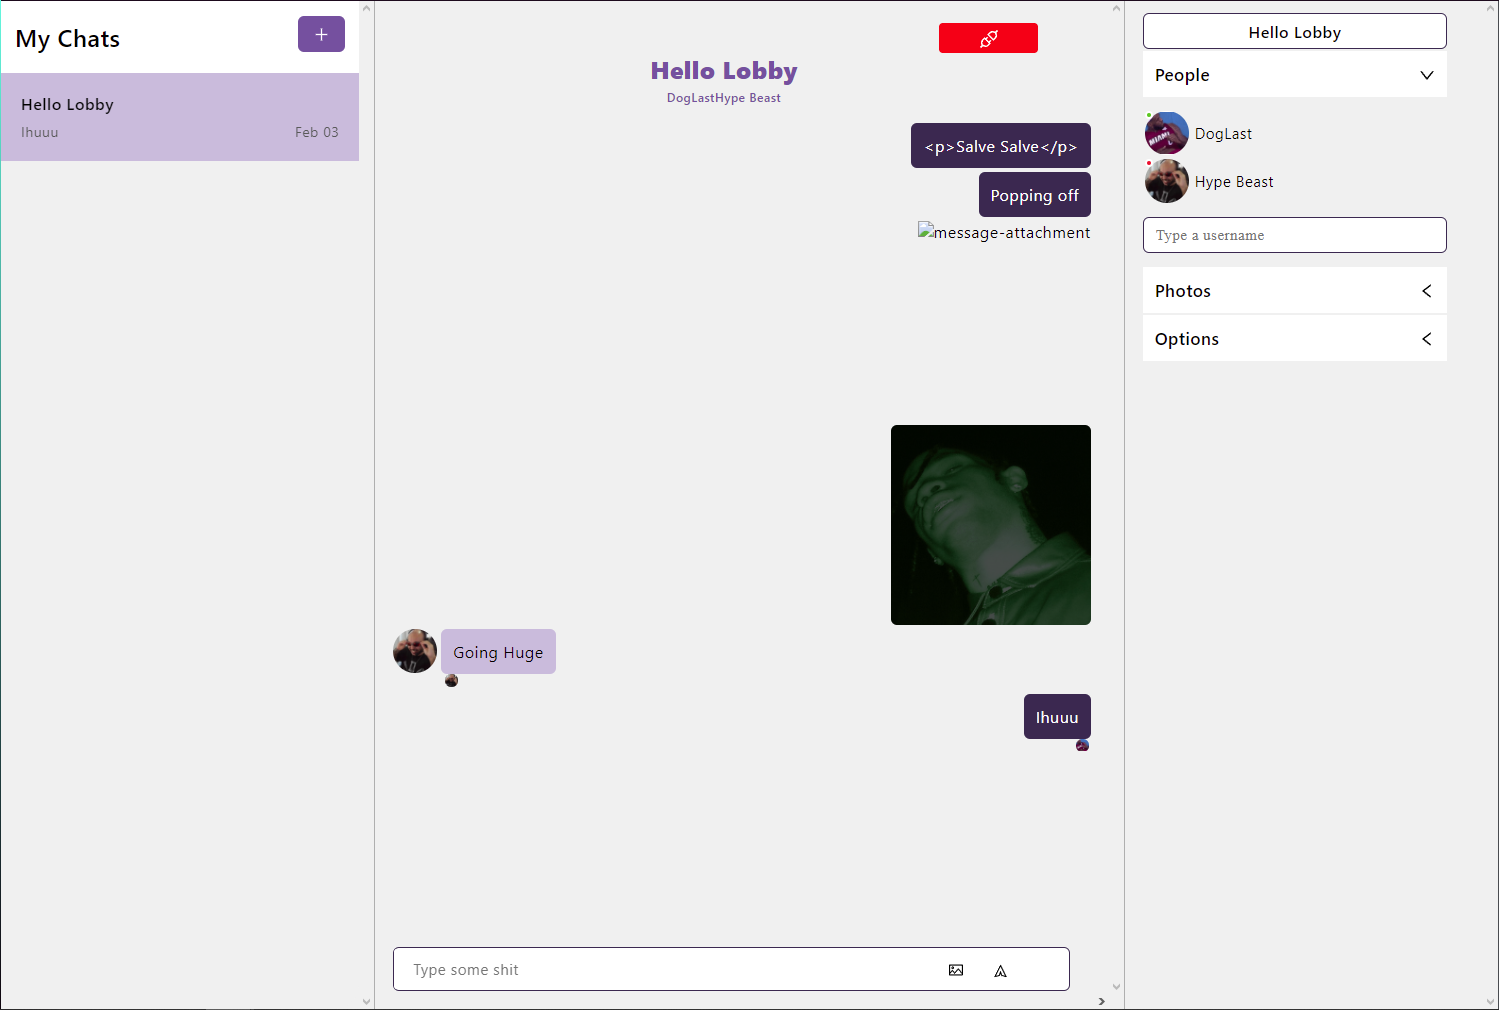 My Chats
Hello Lobby
Ihuuu
Feb 03
Hello Lobby
DogLastHype Beast
<p>Salve Salve</p>
Popping off
message-attachment
Going Huge
Ihuuu
Type some shit
Hello Lobby
People
MIAMI
DogLast
Hype Beast
Type a username
Photos
Options